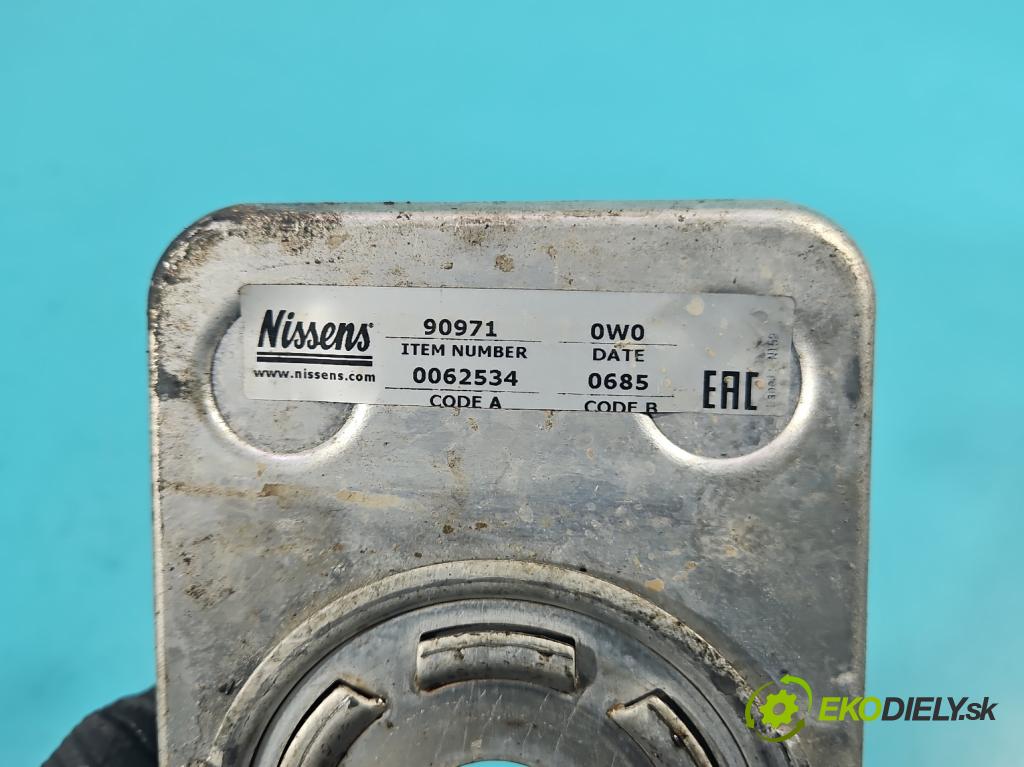 Nissens®
www.nissens.com
90971
ITEM NUMBER
0062534
CODE A
0W0
DATE
0685
CODE B
EAC
EKODIELY.sk